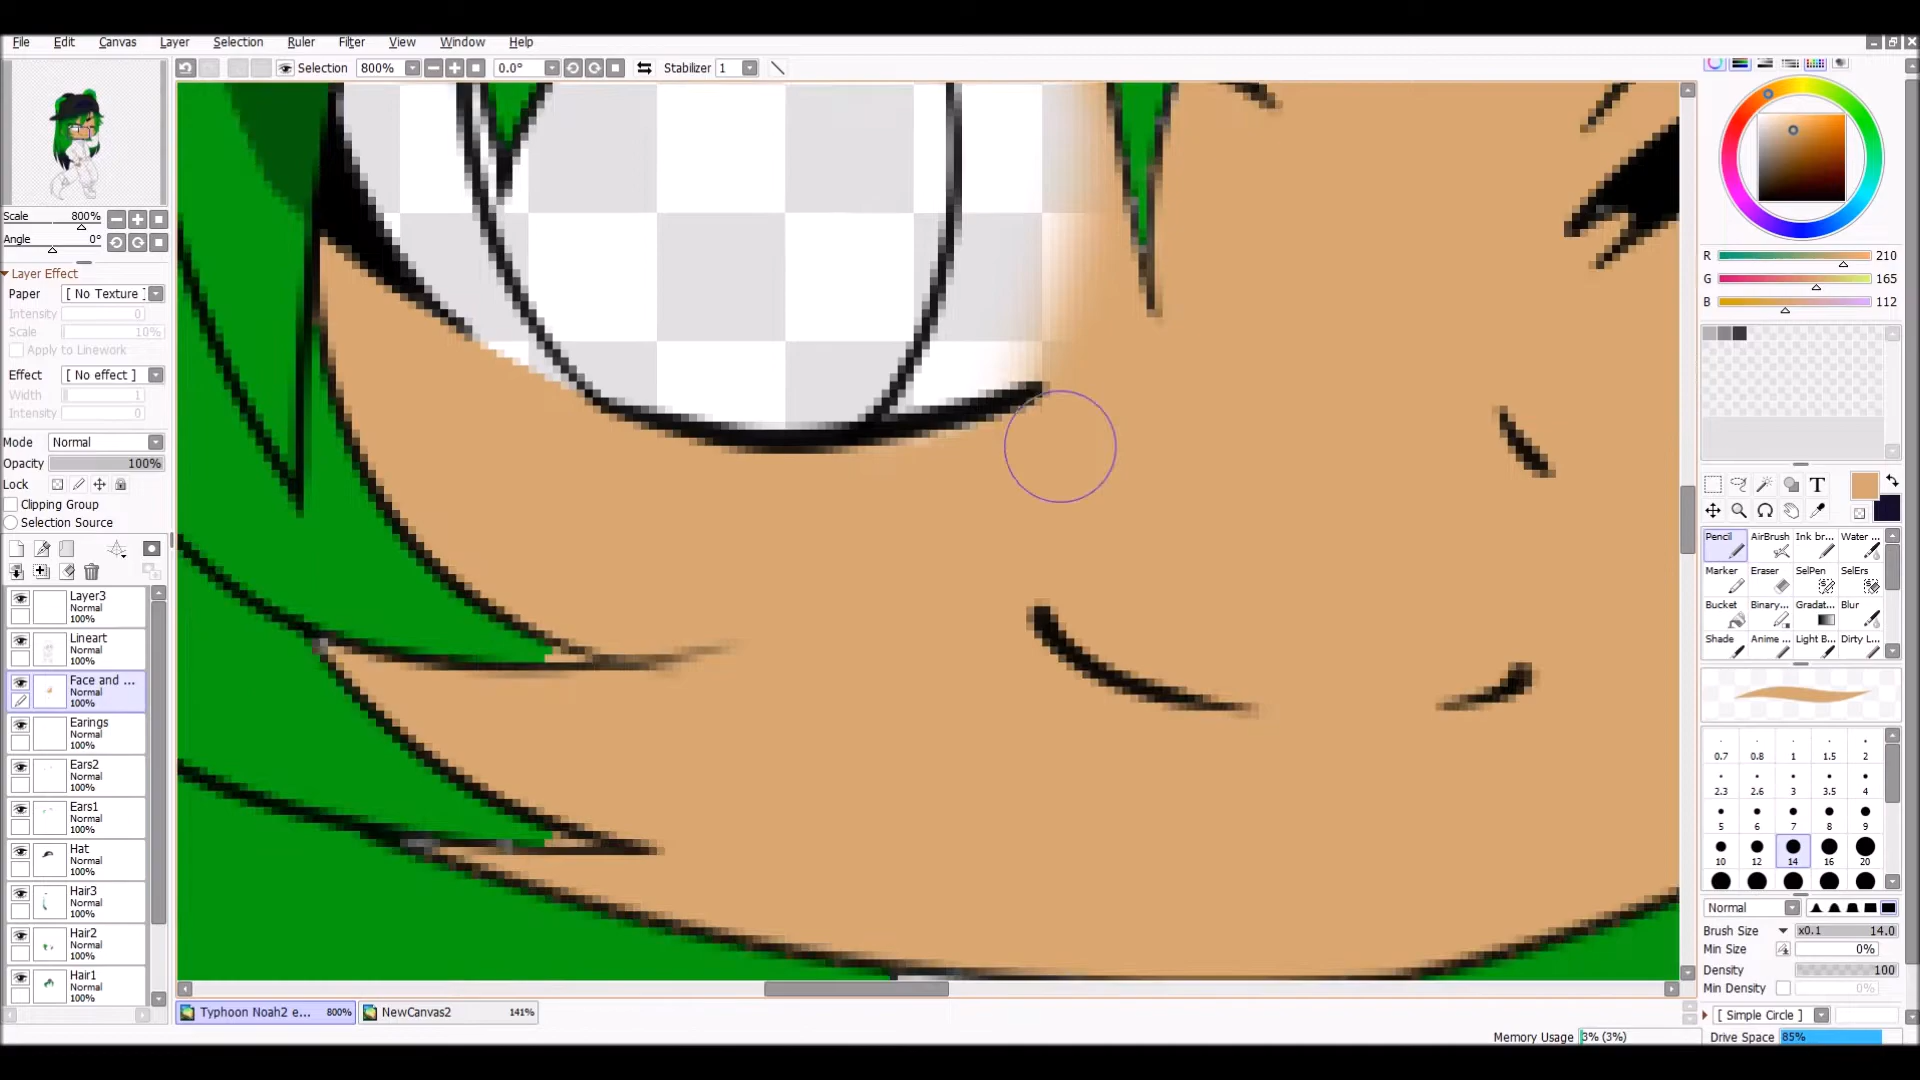 File Edit Canvas Layer Selection Ruler Filter View Window Help
Selection 800% 0.0° Stabilizer 1
Scale 800%
Angle 0°
Layer Effect
Paper [ No Texture ]
Intensity 0
Scale 10%
Apply to Linework
Effect [ No effect ]
Width 1
Intensity 0
Mode Normal
Opacity 100%
Lock
Clipping Group
Selection Source
Layer3
Normal
100%
Lineart
Normal
100%
Face and ...
Normal
100%
Earings
Normal
100%
Ears2
Normal
100%
Ears1
Normal
100%
Hat
Normal
100%
Hair3
Normal
100%
Hair2
Normal
100%
Hair1
Normal
100%
R 210
G 165
B 112
T
Pencil AirBrush Ink br... Water ...
Marker Eraser SelPen SelErs
Bucket Binary... Gradat... Blur
Shade Anime ... Light B... Dirty L...
0.7 0.8 1 1.5 2
2.3 2.6 3 3.5 4
5 6 7 8 9
10 12 14 16 20
Normal
Brush Size x0.1 14.0
Min Size 0%
Density 100
Min Density 0%
[ Simple Circle ]
Typhoon Noah2 e... 800% NewCanvas2 141%
Memory Usage 3% (3%) Drive Space 85%